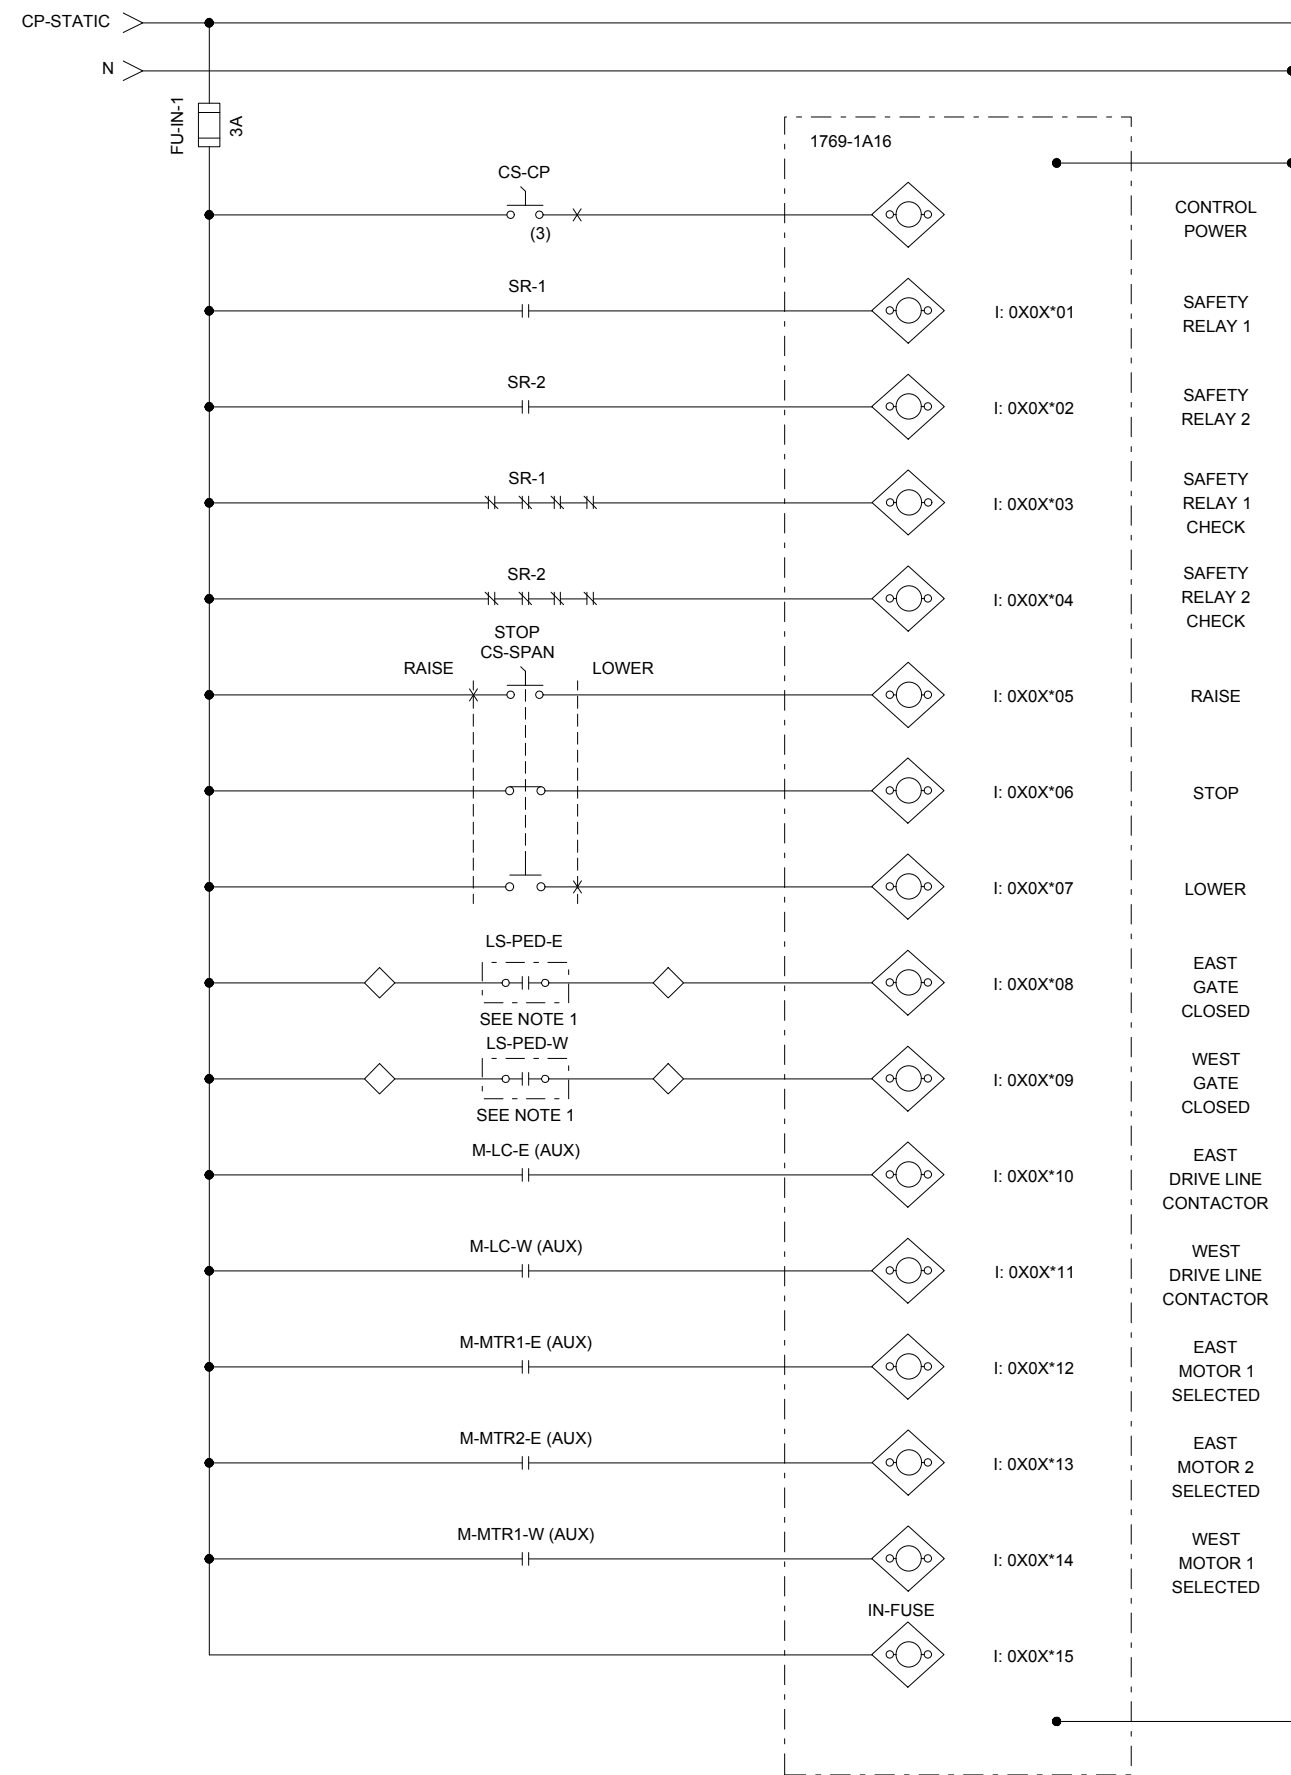 CP-STATIC
N
FU-IN-1
3A
1769-1A16
CS-CP
(3)
CONTROL
POWER
SR-1
I: 0X0X*01
SAFETY
RELAY 1
SR-2
I: 0X0X*02
SAFETY
RELAY 2
SR-1
I: 0X0X*03
SAFETY
RELAY 1
CHECK
SR-2
I: 0X0X*04
SAFETY
RELAY 2
CHECK
STOP
CS-SPAN
RAISE
LOWER
I: 0X0X*05
RAISE
I: 0X0X*06
STOP
I: 0X0X*07
LOWER
LS-PED-E
SEE NOTE 1
I: 0X0X*08
EAST
GATE
CLOSED
LS-PED-W
SEE NOTE 1
I: 0X0X*09
WEST
GATE
CLOSED
M-LC-E (AUX)
I: 0X0X*10
EAST
DRIVE LINE
CONTACTOR
M-LC-W (AUX)
I: 0X0X*11
WEST
DRIVE LINE
CONTACTOR
M-MTR1-E (AUX)
I: 0X0X*12
EAST
MOTOR 1
SELECTED
M-MTR2-E (AUX)
I: 0X0X*13
EAST
MOTOR 2
SELECTED
M-MTR1-W (AUX)
I: 0X0X*14
WEST
MOTOR 1
SELECTED
IN-FUSE
I: 0X0X*15